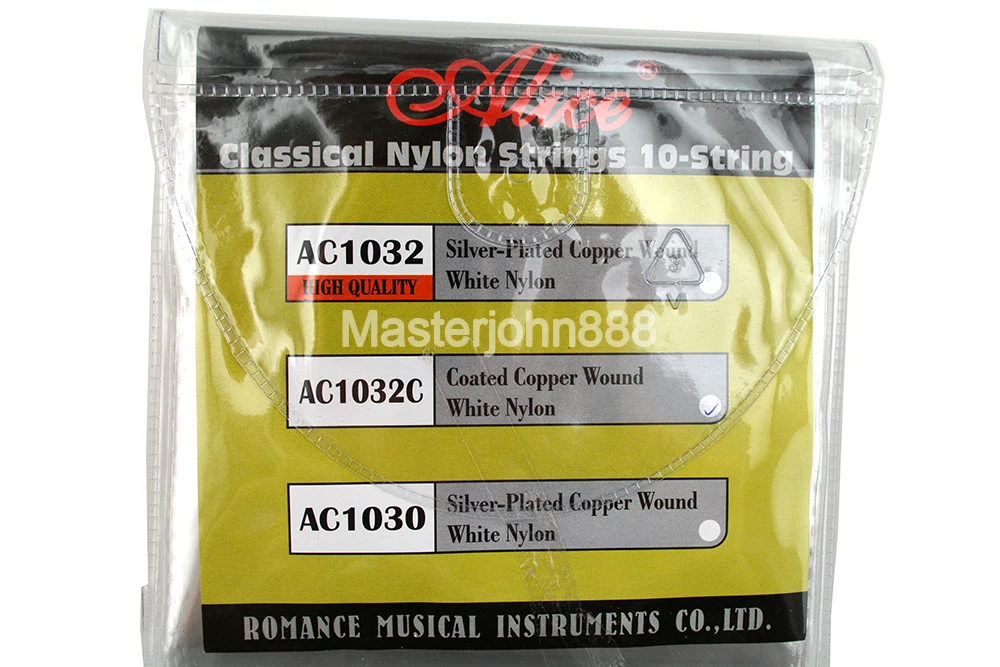 Alice®
Classical Nylon Strings 10-String
AC1032
HIGH QUALITY
Silver-Plated Copper Wound
White Nylon
Masterjohn888
AC1032C
Coated Copper Wound
White Nylon
AC1030
Silver-Plated Copper Wound
White Nylon
ROMANCE MUSICAL INSTRUMENTS CO.,LTD.